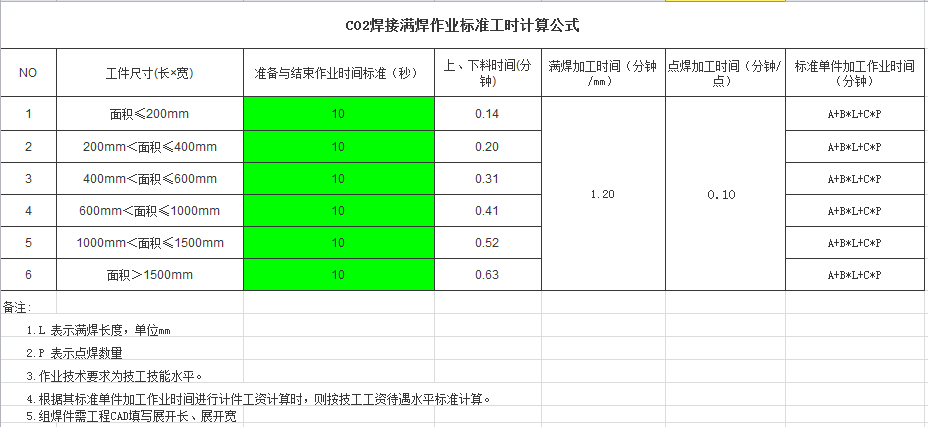 CO2焊接满焊作业标准工时计算公式
NO 工件尺寸(长*宽) 准备与结束作业时间标准（秒） 上、下料时间(分钟) 满焊加工时间（分钟/mm） 点焊加工时间（分钟/点） 标准单件加工作业时间（分钟）
1 面积≤200mm 10 0.14 A+B*L+C*P
2 200mm＜面积≤400mm 10 0.20 A+B*L+C*P
3 400mm＜面积≤600mm 10 0.31 1.20 0.10 A+B*L+C*P
4 600mm＜面积≤1000mm 10 0.41 A+B*L+C*P
5 1000mm＜面积≤1500mm 10 0.52 A+B*L+C*P
6 面积＞1500mm 10 0.63 A+B*L+C*P
备注:
1.L 表示满焊长度，单位mm
2.P 表示点焊数量
3.作业技术要求为技工技能水平。
4.根据其标准单件加工作业时间进行计件工资计算时，则按技工工资待遇水平标准计算。
5.组焊件需工程CAD填写展开长、展开宽